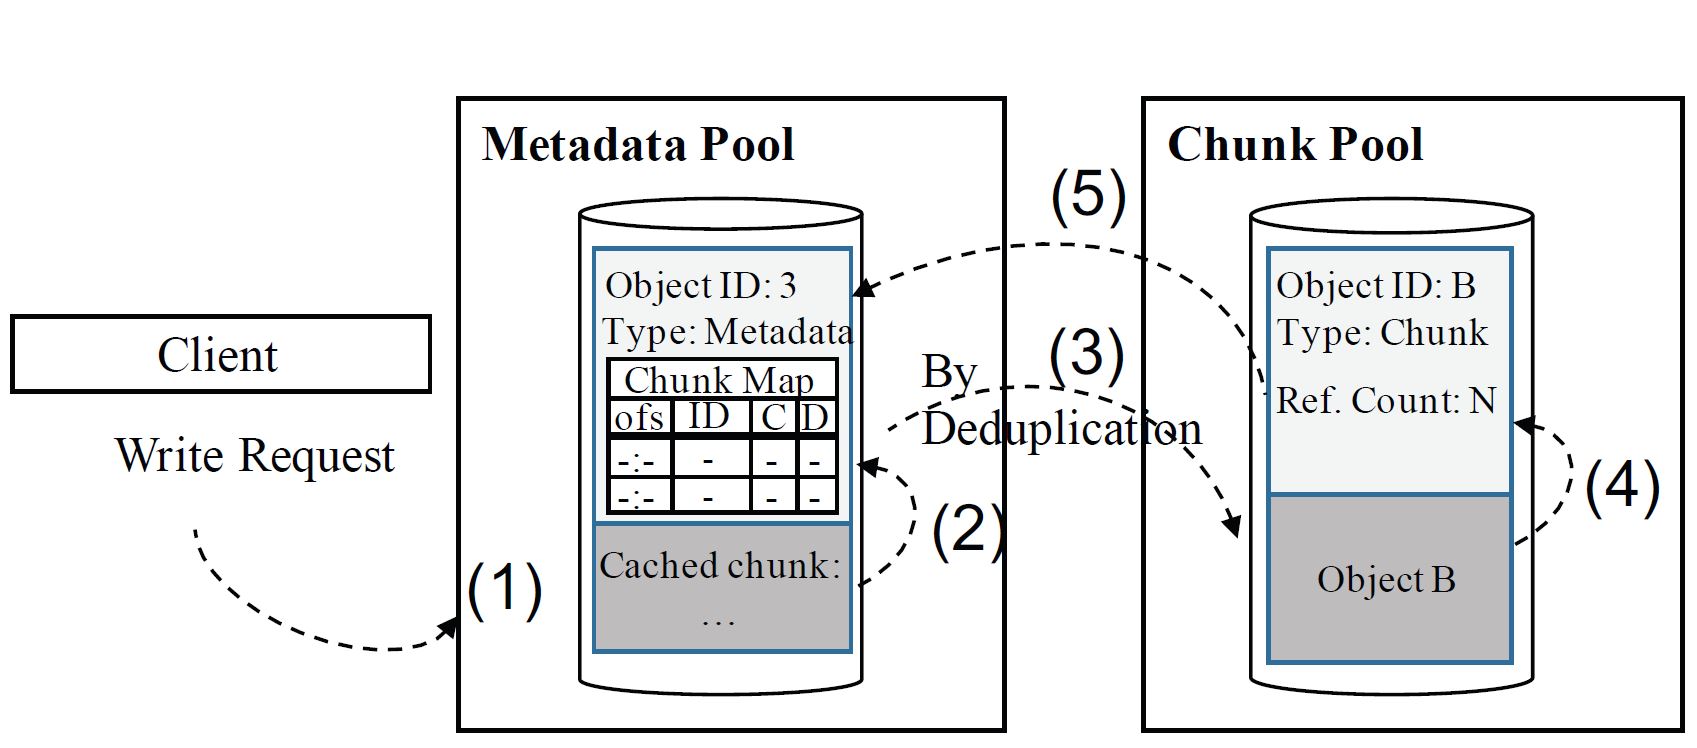 Metadata Pool
Chunk Pool
(5)
Object ID: 3
Type: Metadata
Chunk Map
ofs ID C D
-:- - - -
-:- - - -
Cached chunk:
...
Client
Write Request
(1)
(2)
By
Deduplication
(3)
Object ID: B
Type: Chunk
Ref. Count: N
(4)
Object B